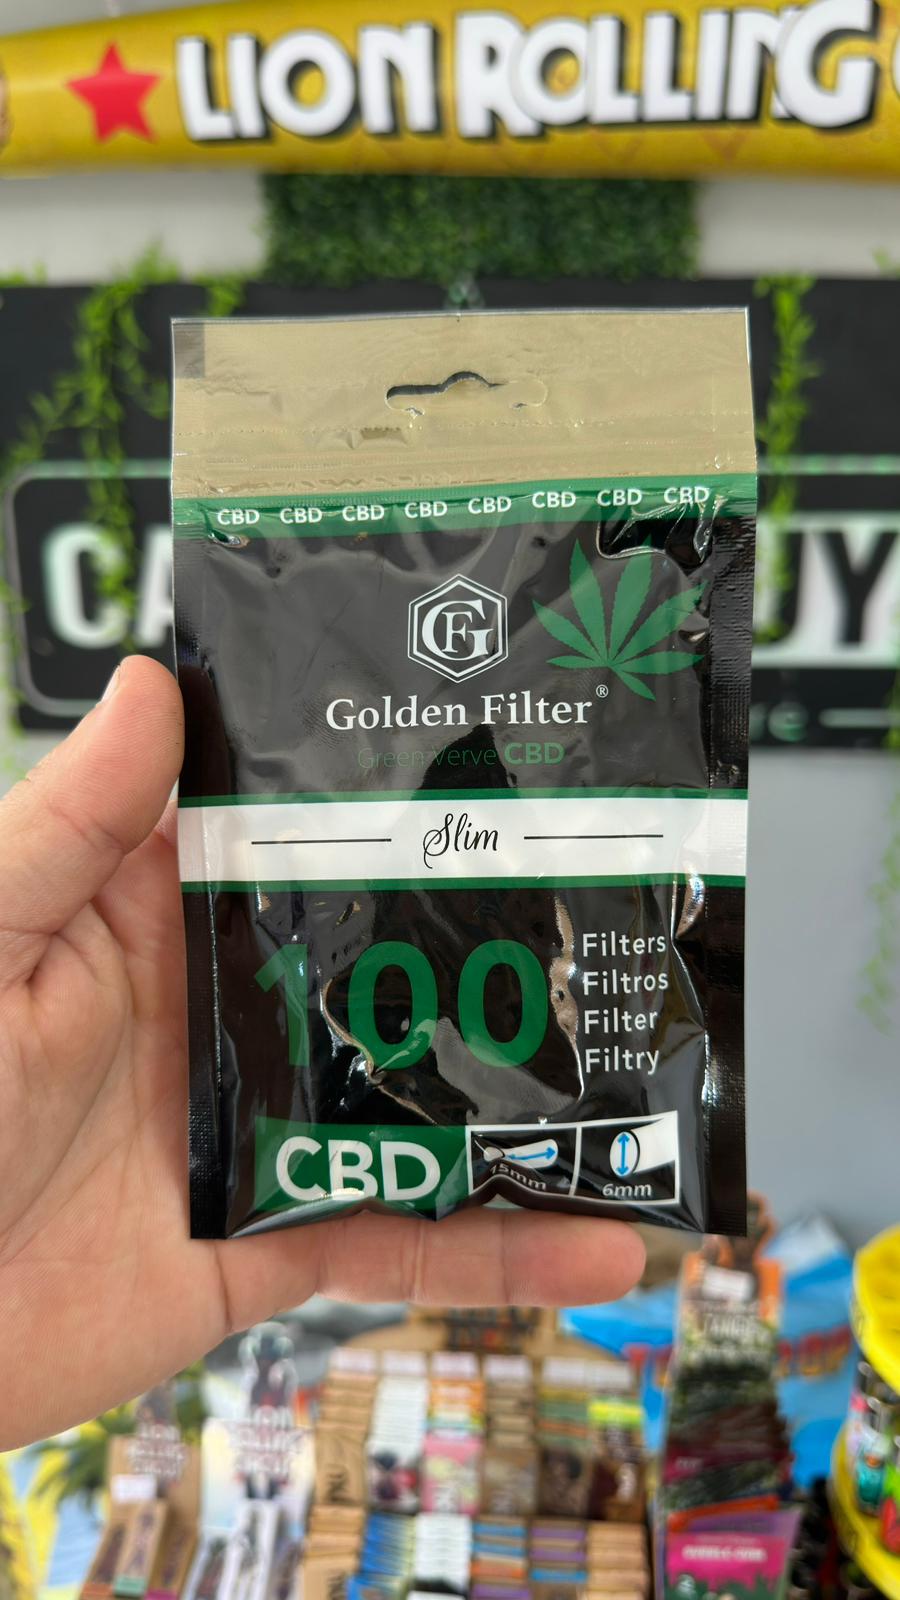 LION ROLLING
CBD CBD CBD CBD CBD CBD CBD CBD
GF
Golden Filter®
Green Verve CBD
Slim
100
Filters
Filtros
Filter
Filtry
CBD
15mm
6mm